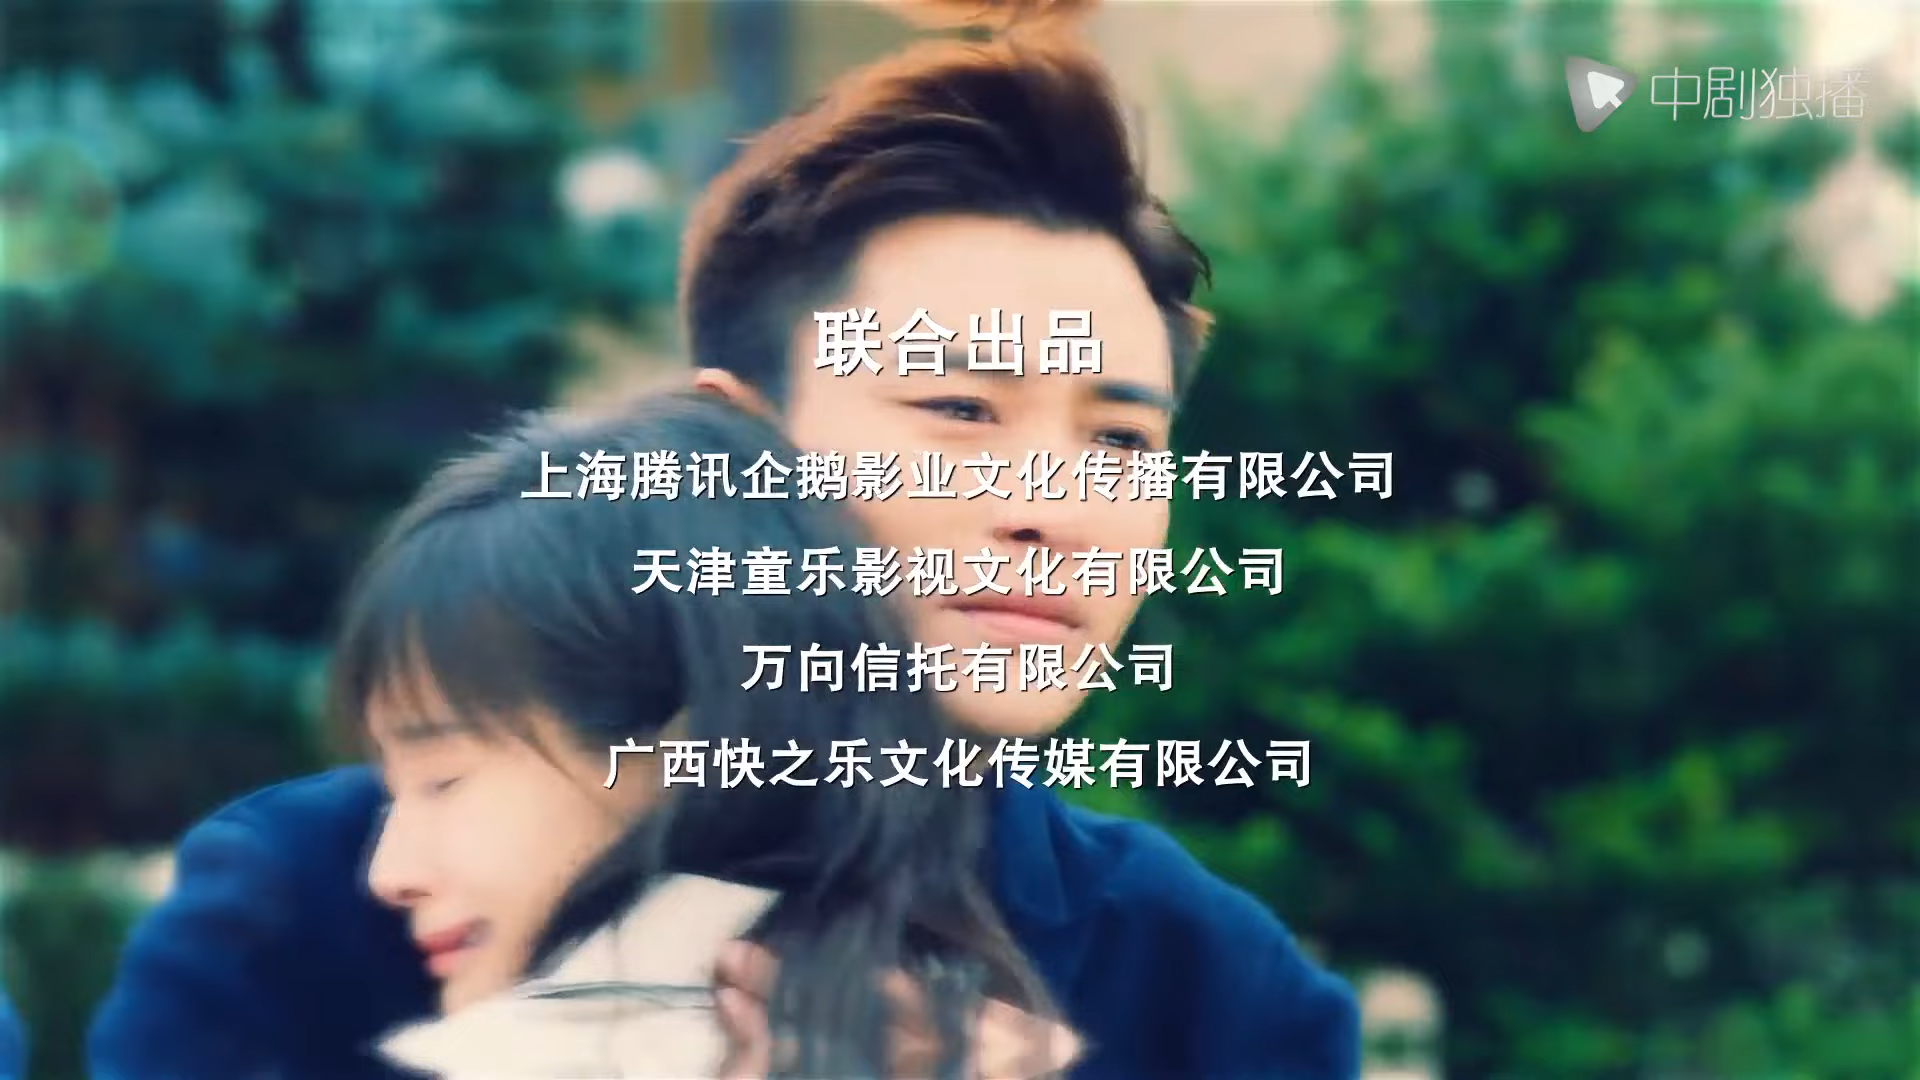 中剧独播
联合出品
上海腾讯企鹅影业文化传播有限公司
天津童乐影视文化有限公司
万向信托有限公司
广西快之乐文化传媒有限公司